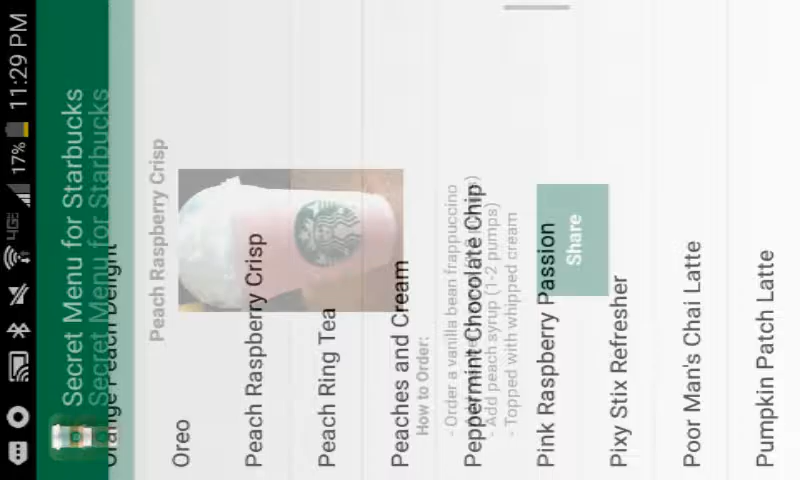 17% 11:29 PM
Secret Menu for Starbucks
Secret Menu for Starbucks
Orange Peach Delight
Peach Raspberry Crisp
Oreo
Peach Raspberry Crisp
Peach Ring Tea
Peaches and Cream
How to Order:
- Order a vanilla bean frappuccino
Peppermint Chocolate Chip
- Add peach syrup (1-2 pumps)
- Topped with whipped cream
Pink Raspberry Passion
Share
Pixy Stix Refresher
Poor Man's Chai Latte
Pumpkin Patch Latte